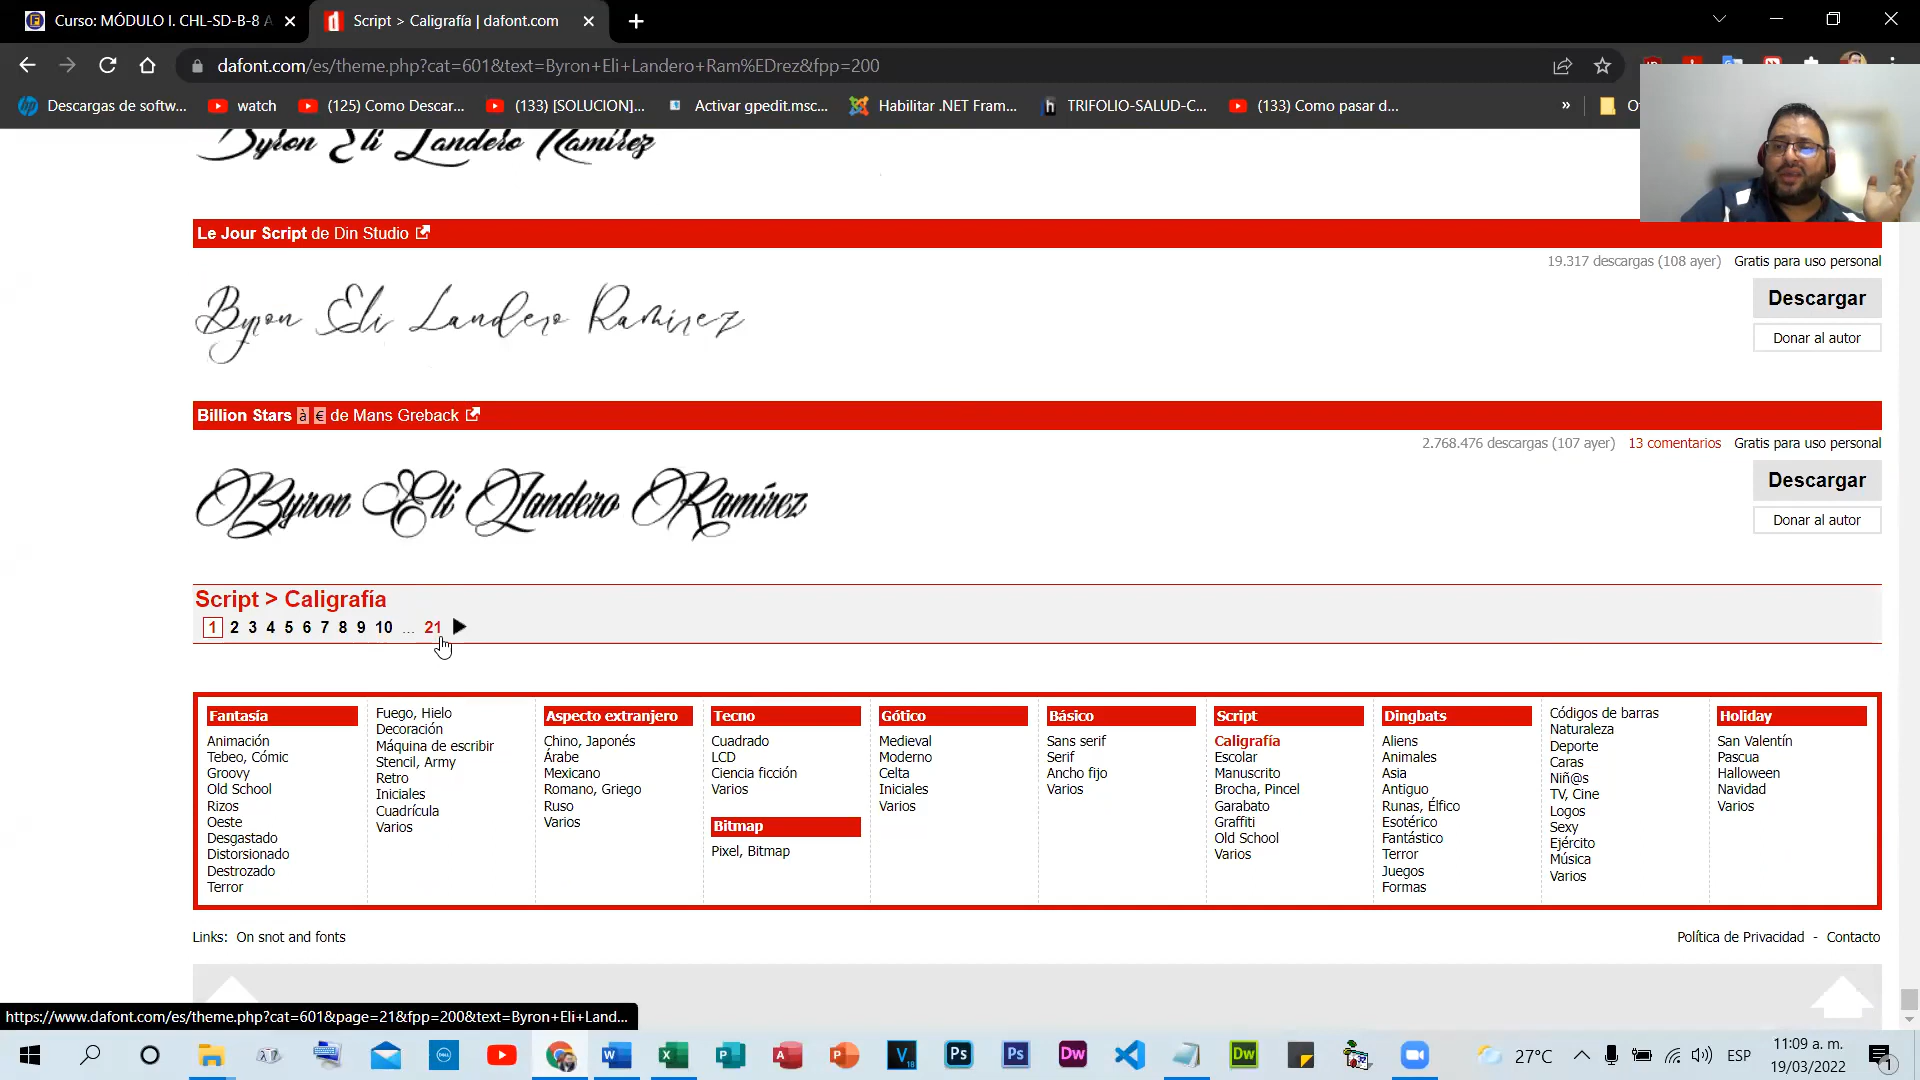 Curso: MÓDULO I. CHL-SD-B-8 A
Script > Caligrafía | dafont.com
dafont.com/es/theme.php?cat=601&text=Byron+Eli+Landero+Ram%EDrez&fpp=200
Descargas de softw...
watch
(125) Como Descar...
(133) [SOLUCION]...
Activar gpedit.msc...
Habilitar .NET Fram...
TRIFOLIO-SALUD-C...
(133) Como pasar d...
»
Byron Eli Landero Ramírez
Le Jour Script de Din Studio
19.317 descargas (108 ayer) Gratis para uso personal
Byron Eli Landero Ramírez
Descargar
Donar al autor
Billion Stars à € de Mans Greback
2.768.476 descargas (107 ayer) 13 comentarios Gratis para uso personal
Byron Eli Landero Ramírez
Descargar
Donar al autor
Script > Caligrafía
1 2 3 4 5 6 7 8 9 10 ... 21
Fantasía
Animación
Tebeo, Cómic
Groovy
Old School
Rizos
Oeste
Desgastado
Distorsionado
Destrozado
Terror
Fuego, Hielo
Decoración
Máquina de escribir
Stencil, Army
Retro
Iniciales
Cuadrícula
Varios
Aspecto extranjero
Chino, Japonés
Árabe
Mexicano
Romano, Griego
Ruso
Varios
Tecno
Cuadrado
LCD
Ciencia ficción
Varios
Bitmap
Pixel, Bitmap
Gótico
Medieval
Moderno
Celta
Iniciales
Varios
Básico
Sans serif
Serif
Ancho fijo
Varios
Script
Caligrafía
Escolar
Manuscrito
Brocha, Pincel
Garabato
Graffiti
Old School
Varios
Dingbats
Aliens
Animales
Asia
Antiguo
Runas, Élfico
Esotérico
Fantástico
Terror
Juegos
Formas
Códigos de barras
Naturaleza
Deporte
Caras
Niñ@s
TV, Cine
Logos
Sexy
Ejército
Música
Varios
Holiday
San Valentín
Pascua
Halloween
Navidad
Varios
Links: On snot and fonts
Política de Privacidad - Contacto
https://www.dafont.com/es/theme.php?cat=601&page=21&fpp=200&text=Byron+Eli+Land...
27°C
ESP
11:09 a. m.
19/03/2022